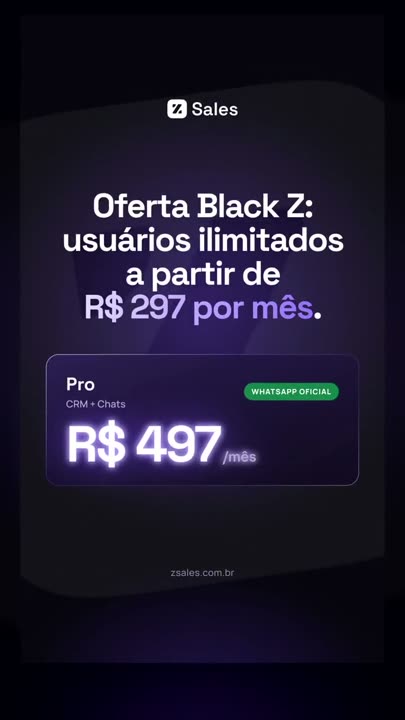 Z Sales
Oferta Black Z:
usuários ilimitados
a partir de
R$ 297 por mês.
Pro
WHATSAPP OFICIAL
CRM + Chats
R$ 497 /mês
zsales.com.br